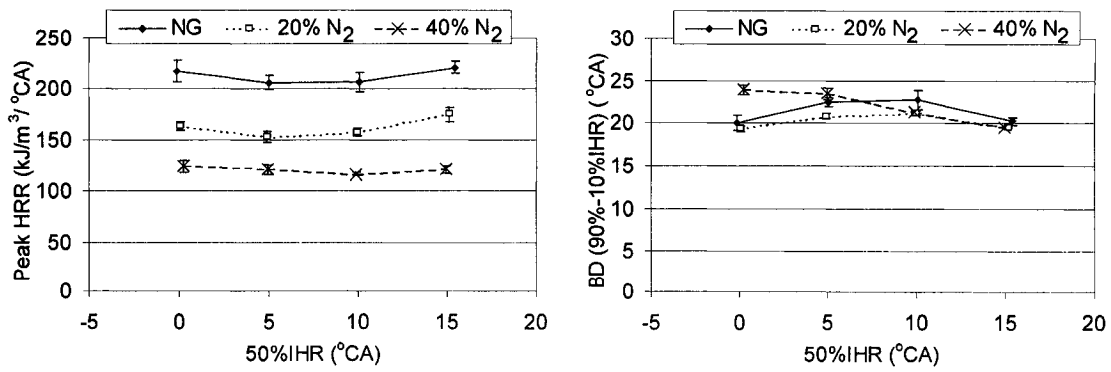 NG 20% N2 40% N2
Peak HRR (kJ/m3/°CA)
250
200
150
100
50
0
-5 0 5 10 15 20
50%IHR (°CA)
NG 20% N2 40% N2
BD (90%-10%IHR) (°CA)
30
25
20
15
10
5
0
-5 0 5 10 15 20
50%IHR (°CA)